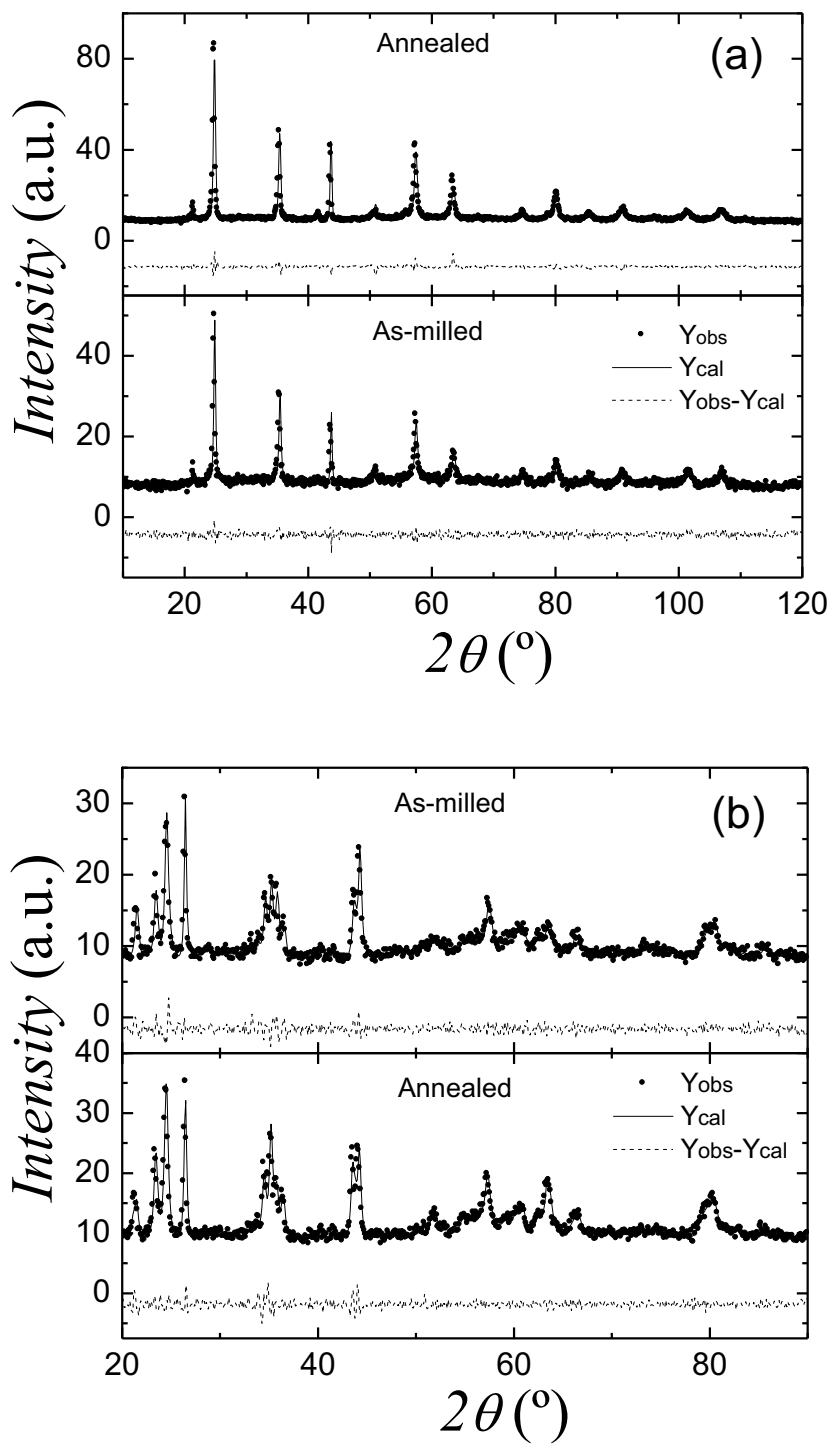 Annealed
(a)
80
40
0
As-milled
Yobs
Ycal
Yobs-Ycal
40
20
0
Intensity (a.u.)
20 40 60 80 100 120
2θ (º)
As-milled
(b)
30
20
10
0
Annealed
Yobs
Ycal
Yobs-Ycal
40
30
20
10
0
Intensity (a.u.)
20 40 60 80
2θ (º)